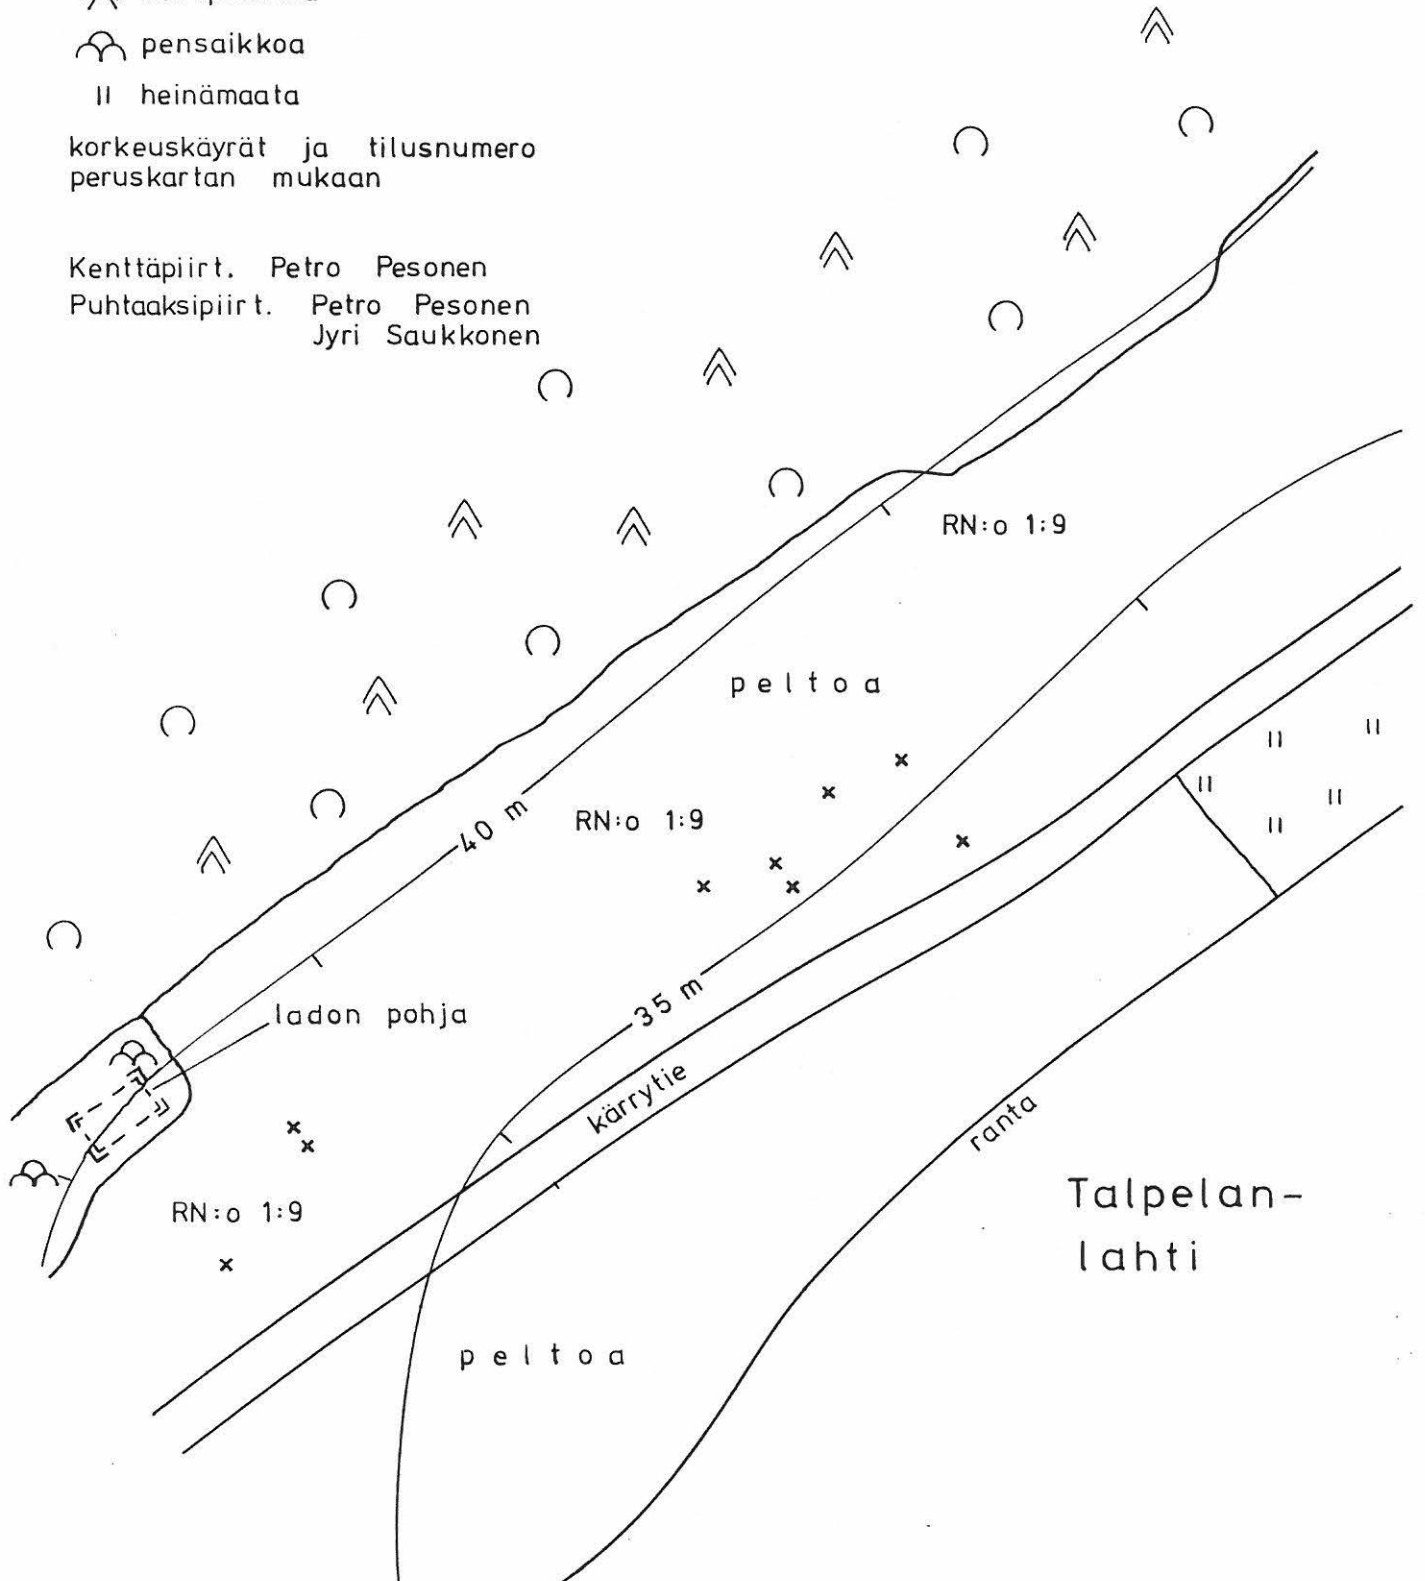 pensaikkoa
heinämaata
korkeuskäyrät ja tilusnumero
peruskartan mukaan
Kenttäpiirt. Petro Pesonen
Puhtaaksipiirt. Petro Pesonen
Jyri Saukkonen
RN:o 1:9
peltoa
40 m
RN:o 1:9
35 m
ladon pohja
kärrytie
ranta
Talpelan-
lahti
RN:o 1:9
peltoa